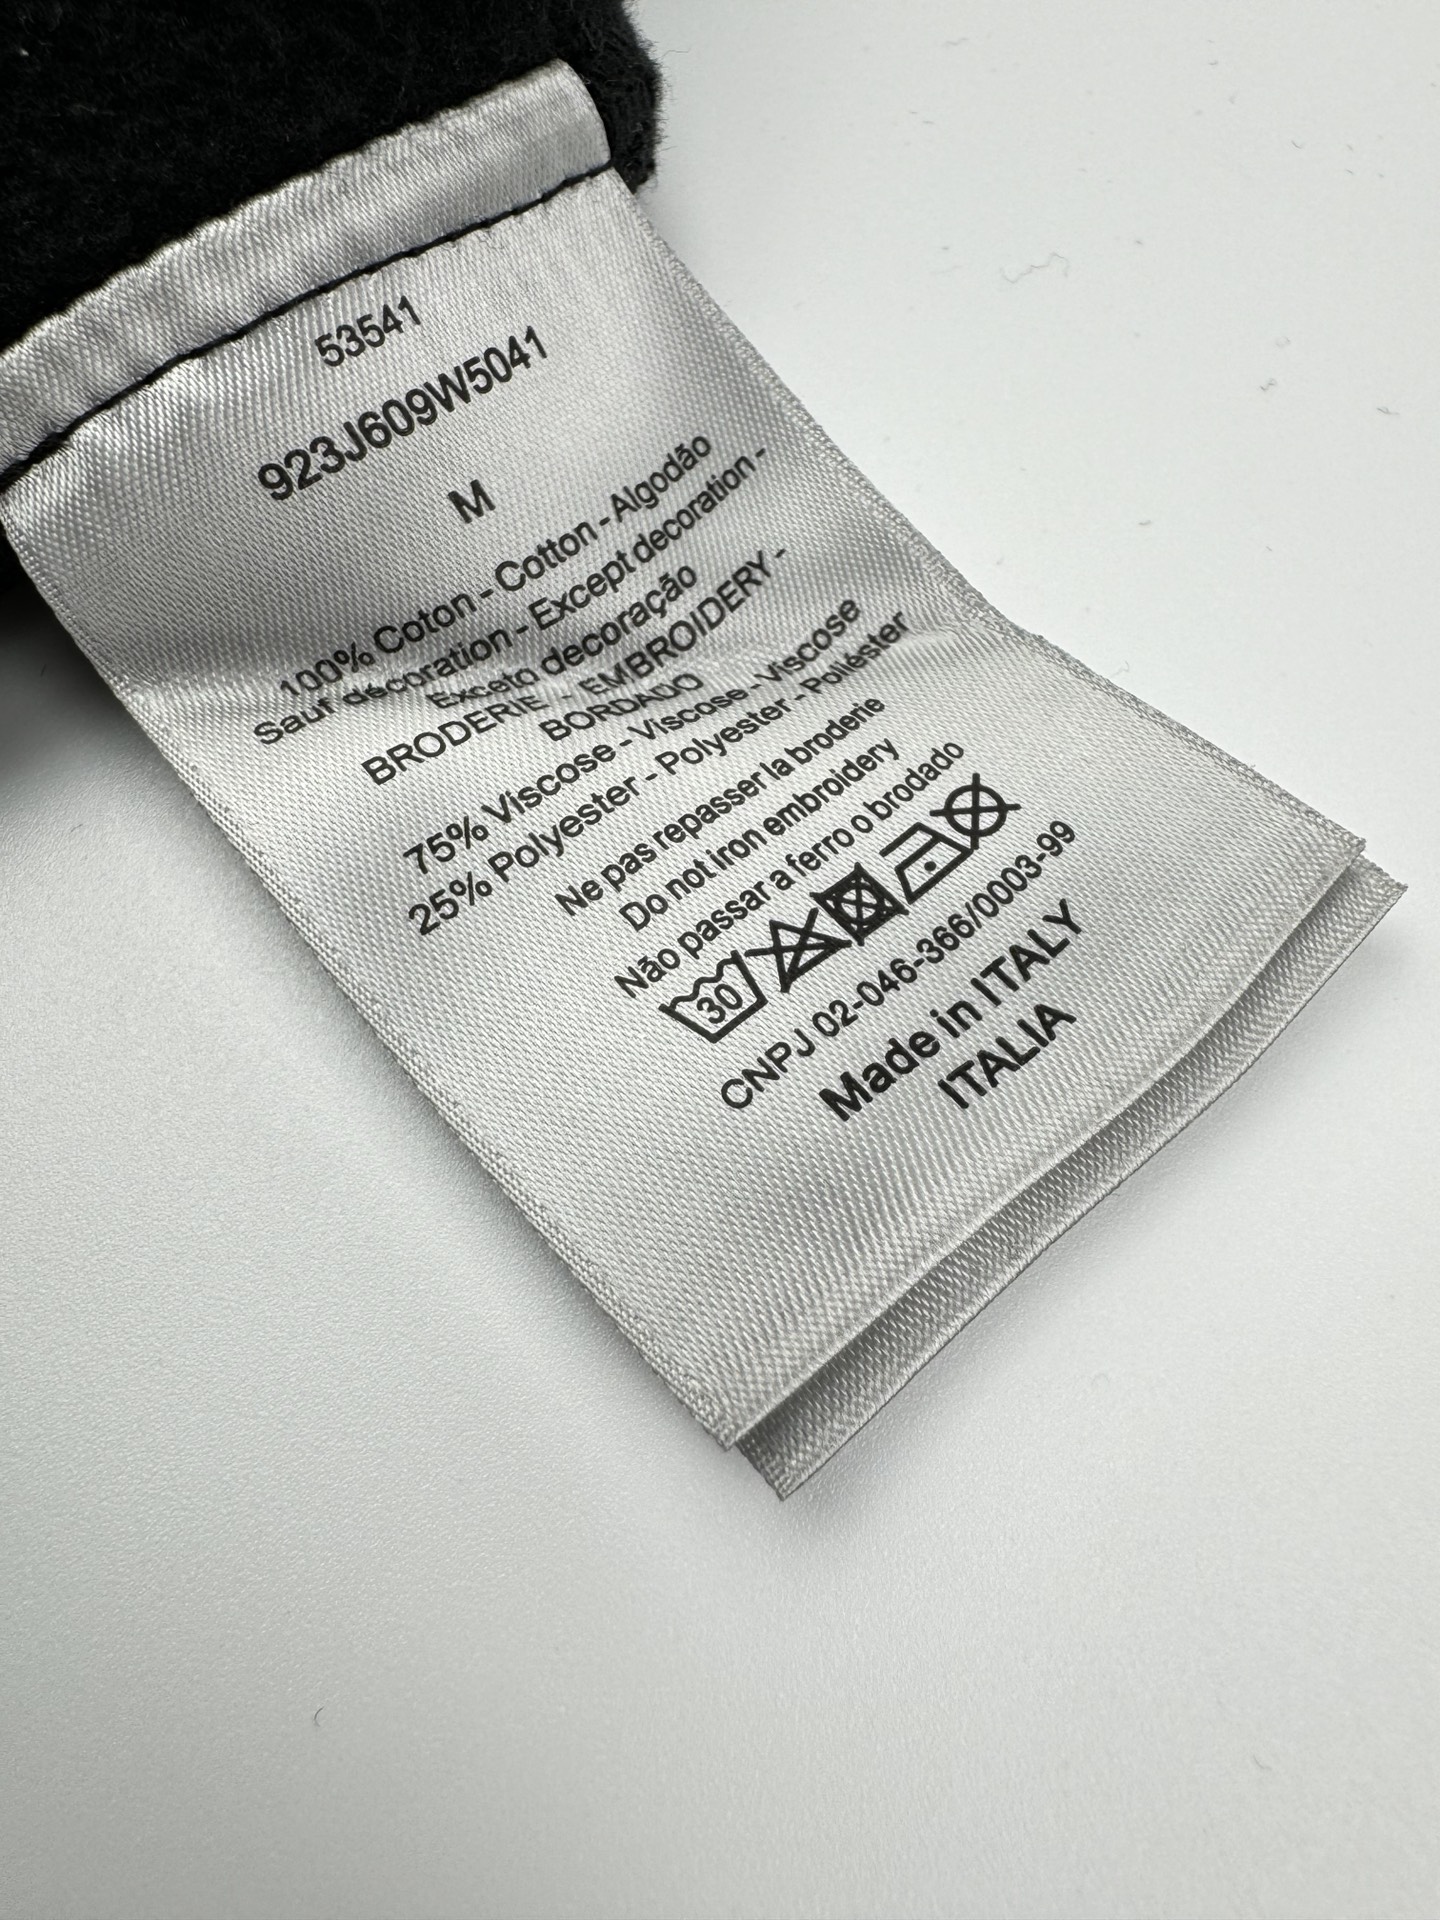 53541
923J609W5041
M
100% Coton - Cotton - Algodão
Sauf décoration - Except decoration -
Exceto decoração
BRODERIE - EMBROIDERY -
BORDADO
75% Viscose - Viscose - Viscose
25% Polyester - Polyester - Poliéster
Ne pas repasser la broderie
Do not iron embroidery
Não passar a ferro o brodado
30
CNPJ 02-046-366/0003-99
Made in ITALY
ITALIA